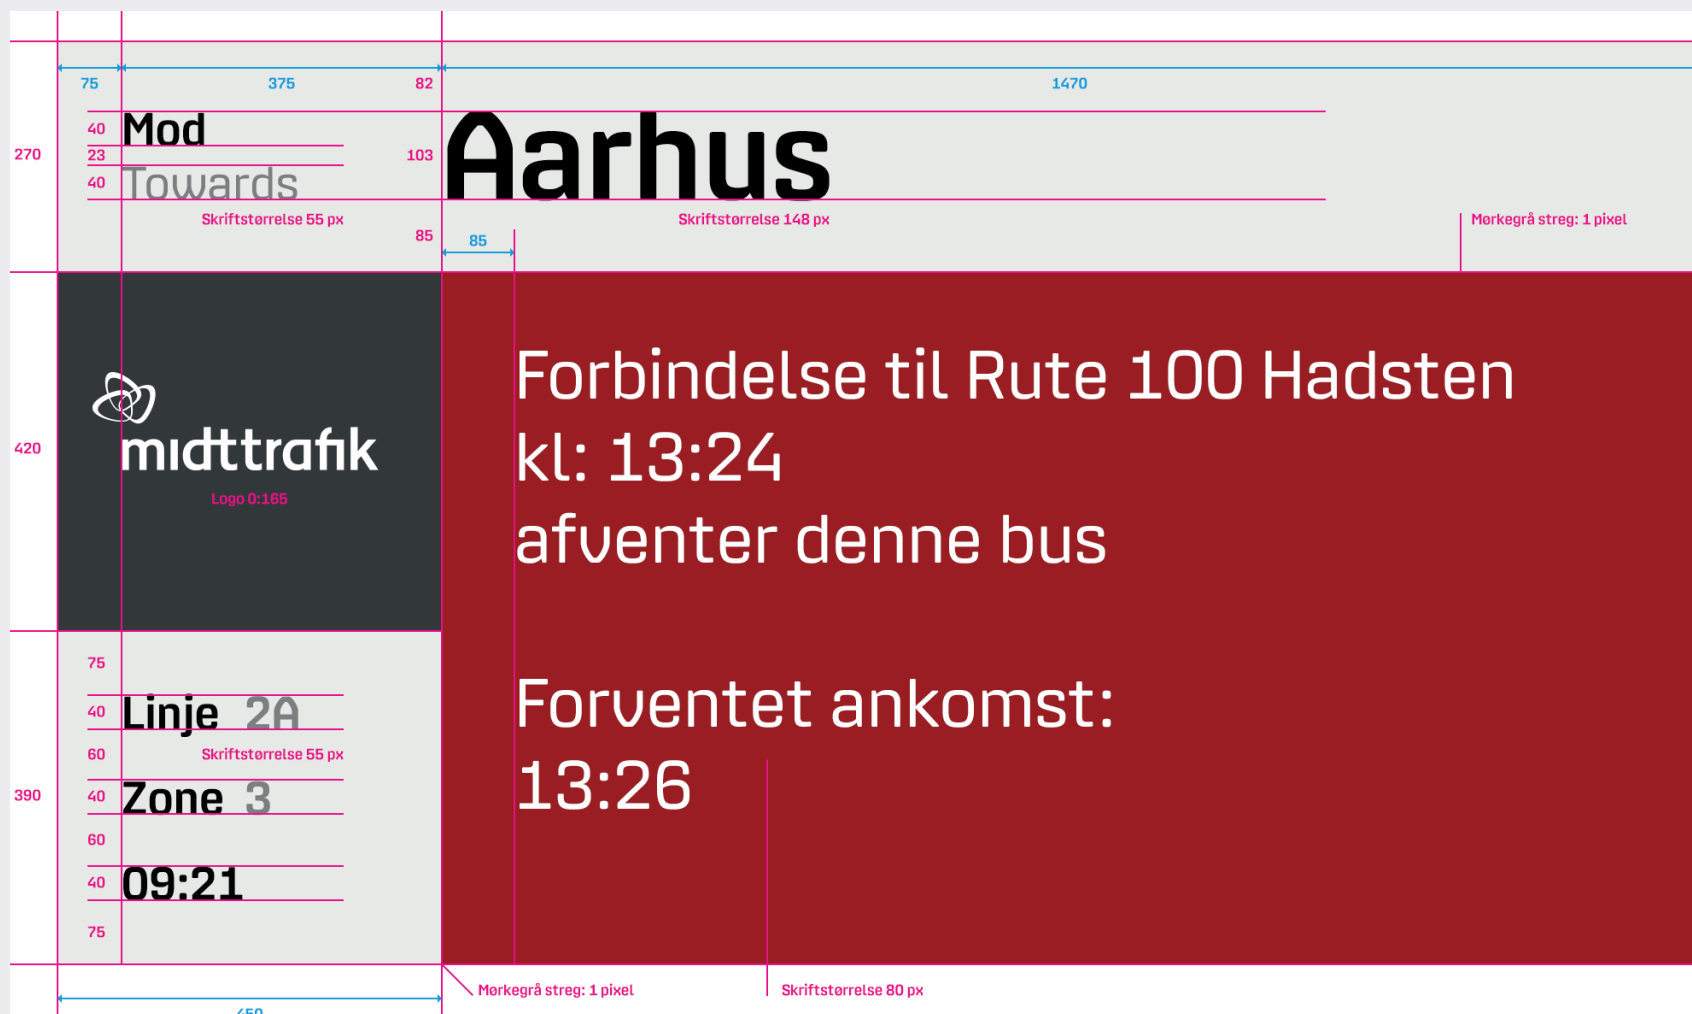 75 375 82 1470
40 Mod
23
40 Towards
270
103 Aarhus
Skriftstørrelse 55 px
Skriftstørrelse 148 px
Mørkegrå streg: 1 pixel
85
85
420
midttrafik
Logo 0:165
Forbindelse til Rute 100 Hadsten
kl: 13:24
afventer denne bus
Forventet ankomst:
13:26
390
75
40 Linje 2A
60 Skriftstørrelse 55 px
40 Zone 3
60
40 09:21
75
Mørkegrå streg: 1 pixel
Skriftstørrelse 80 px
450